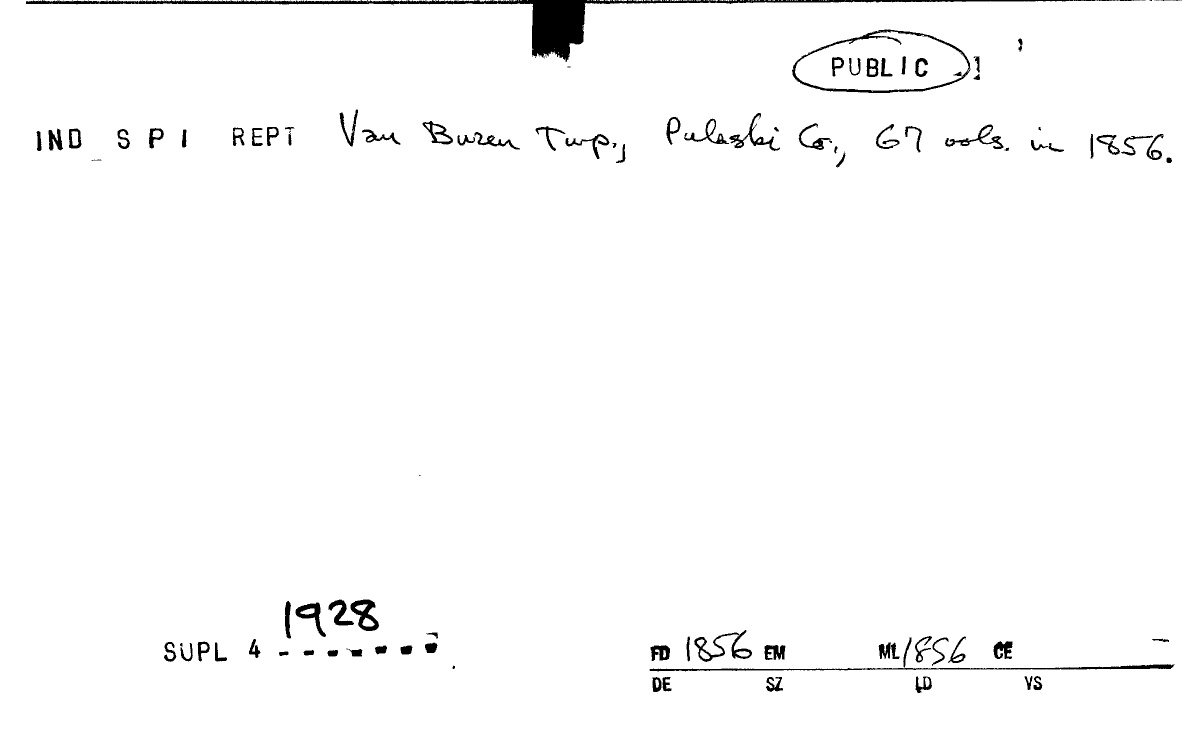 PUBLIC
IND S P I REPT Van Buren Twp., Pulaski Co., 67 vols. in 1856.
1928
SUPL 4 - - - - - - -
FD 1856 EM ML 1856 CE -
DE SZ LD VS